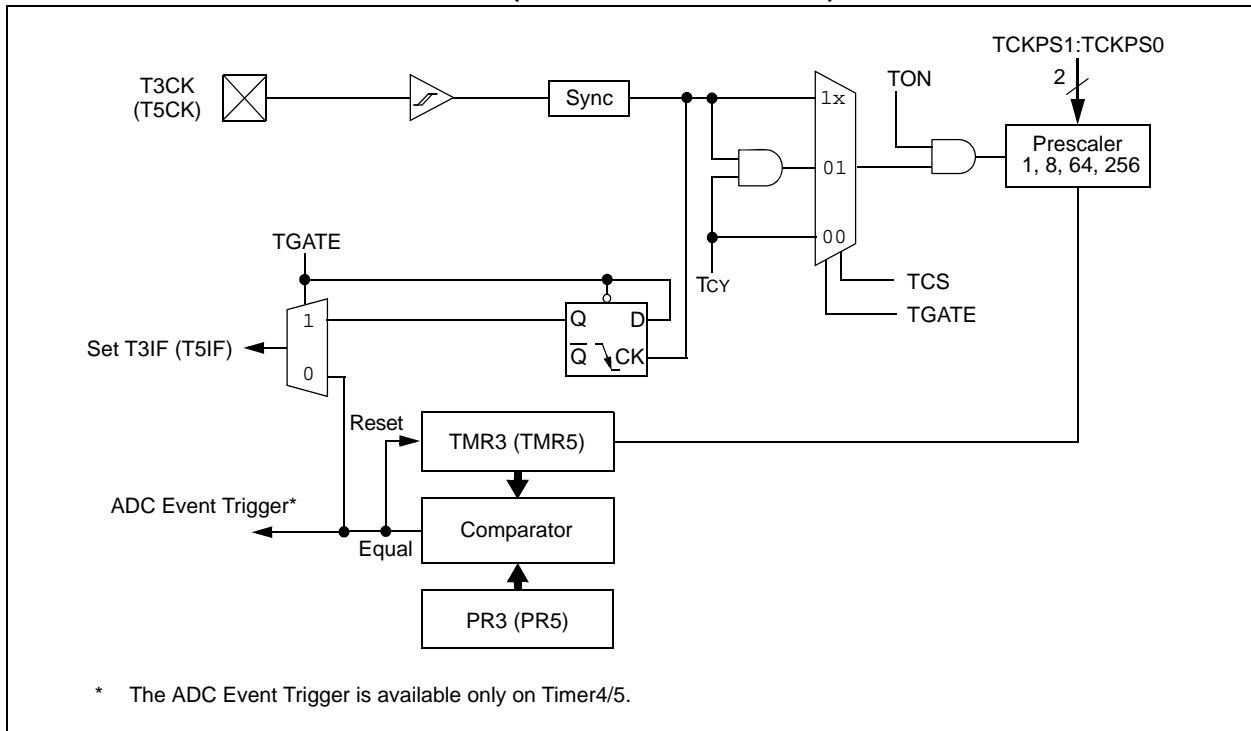 TCKPS1:TCKPS0
2
T3CK
(T5CK)
Sync
1x
TON
Prescaler
1, 8, 64, 256
01
00
TGATE
TCY
TCS
TGATE
1
Q
D
Set T3IF (T5IF)
Q
CK
0
Reset
TMR3 (TMR5)
ADC Event Trigger*
Comparator
Equal
PR3 (PR5)
* The ADC Event Trigger is available only on Timer4/5.